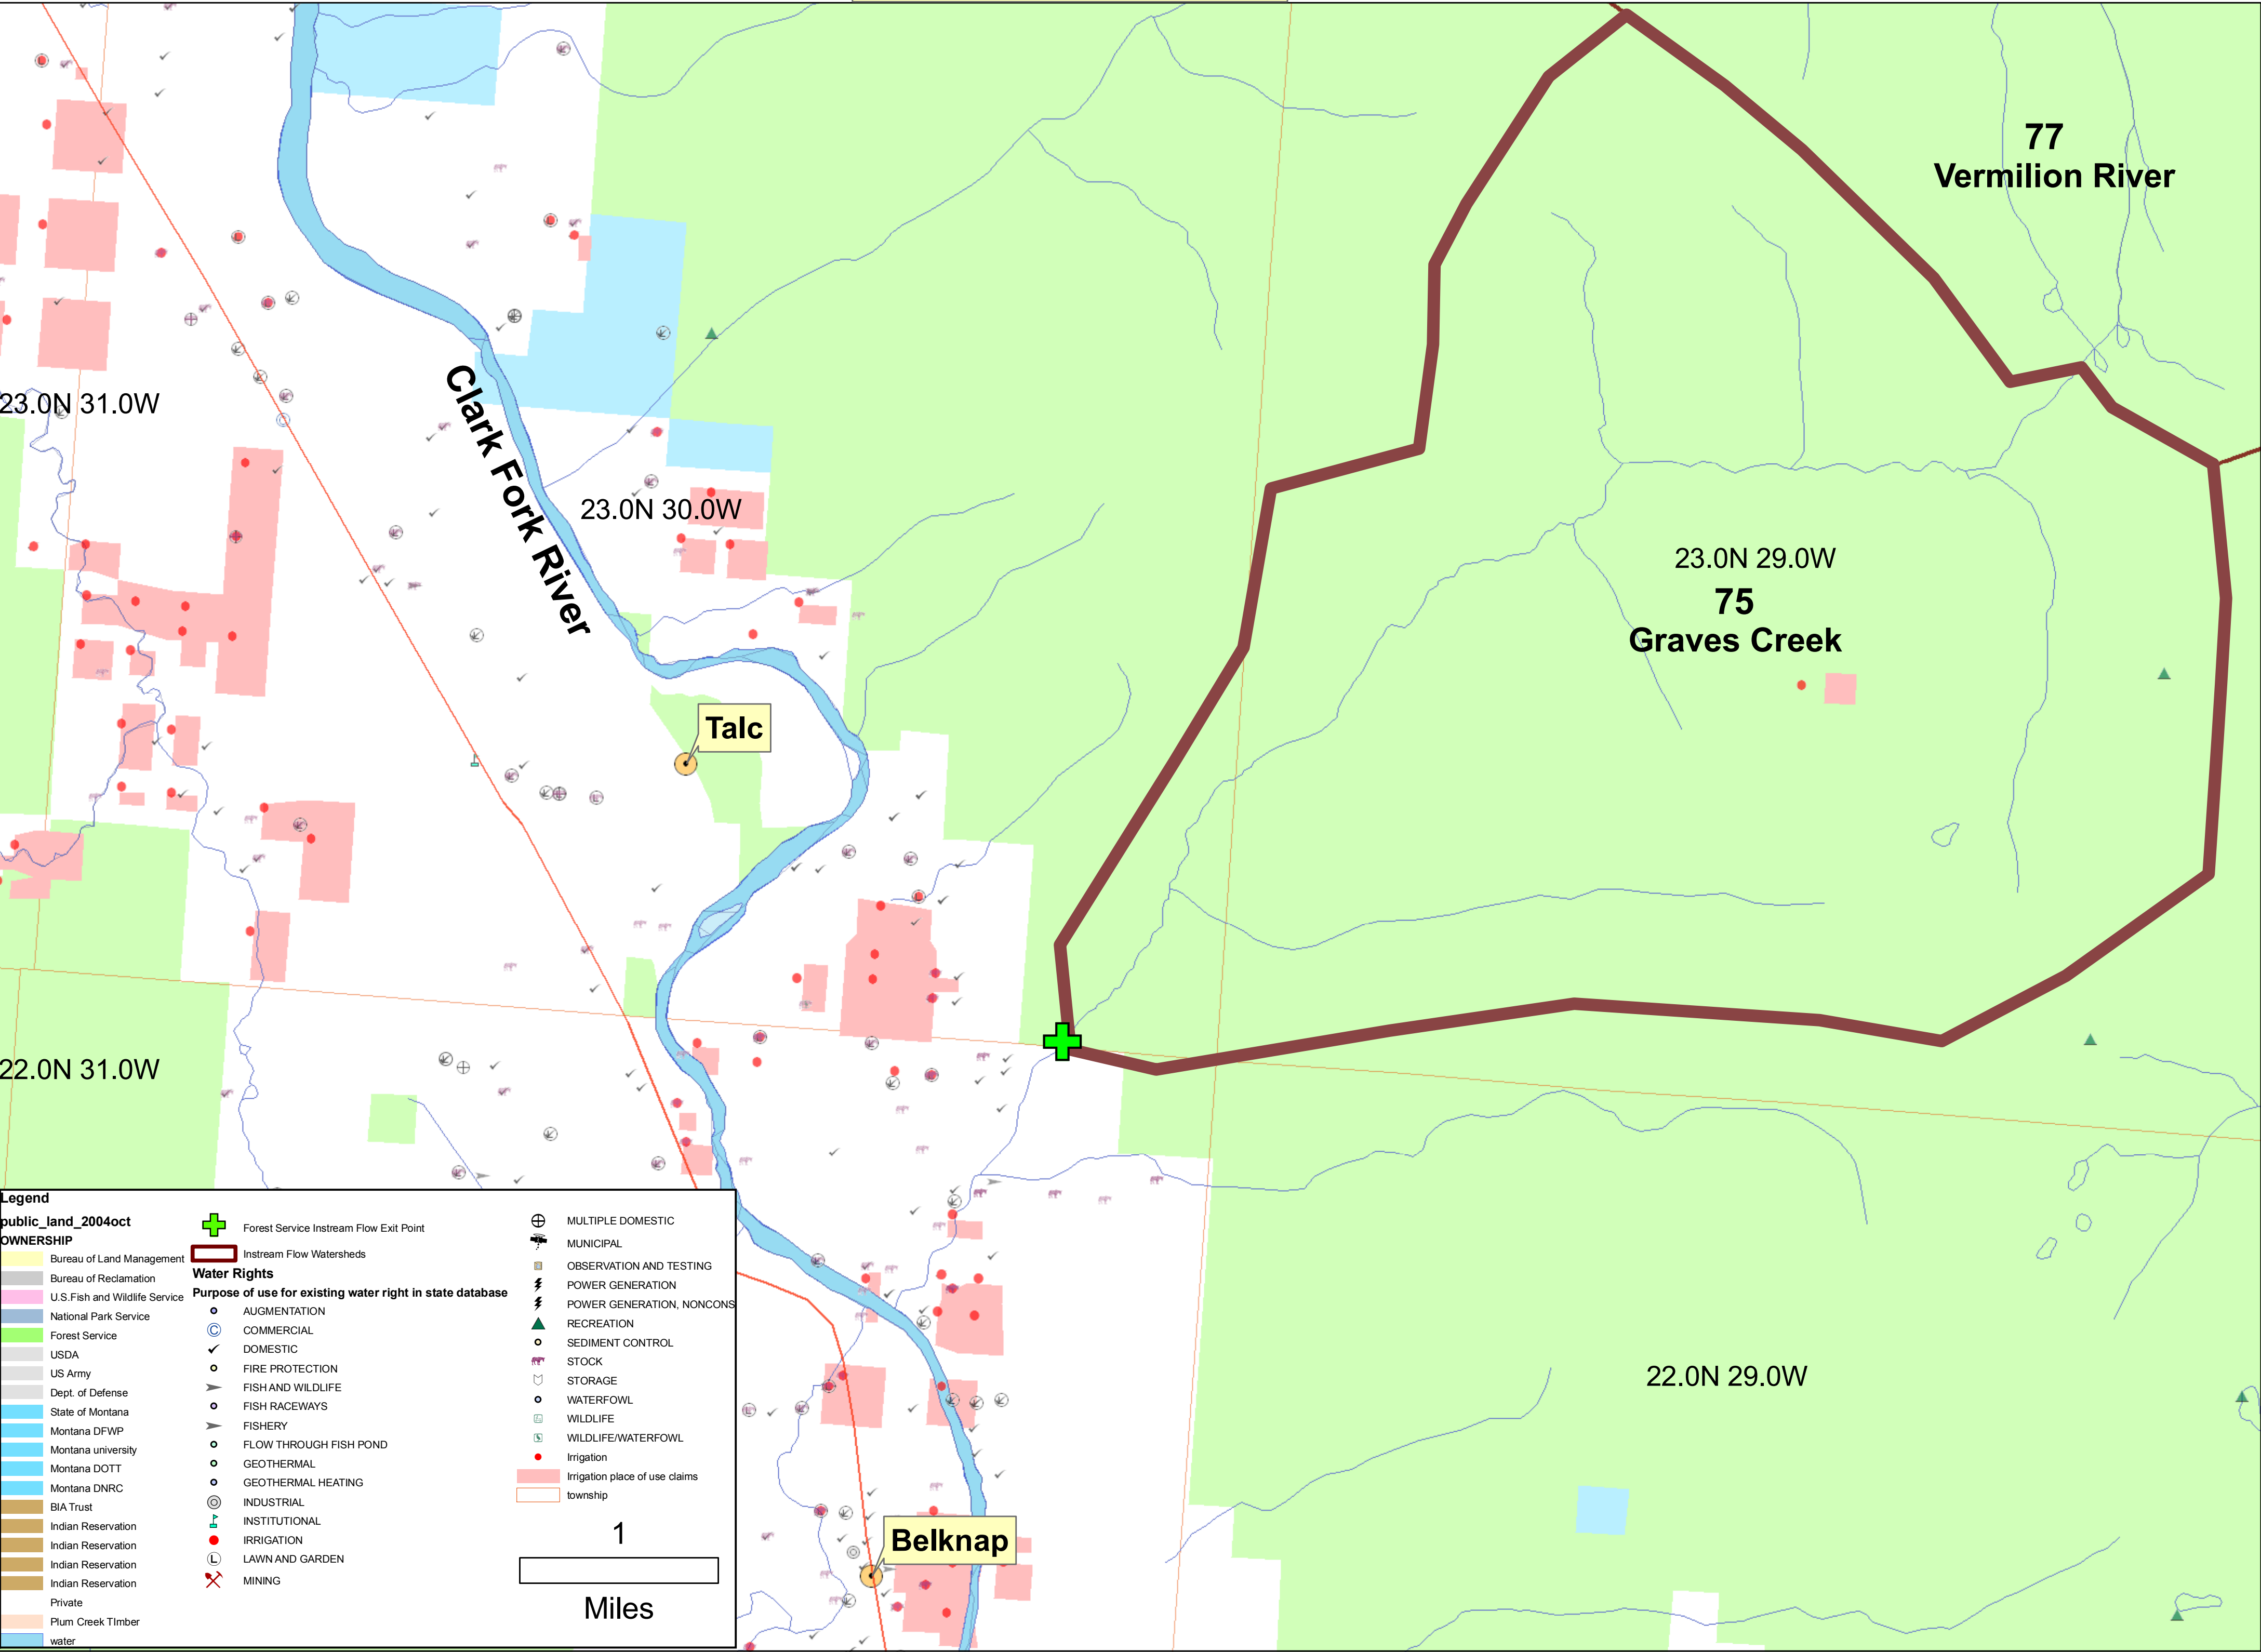 77
Vermilion River
23.0N 31.0W
Clark Fork River
23.0N 30.0W
23.0N 29.0W
75
Graves Creek
Talc
22.0N 31.0W
22.0N 29.0W
Belknap
Legend
public_land_2004oct
OWNERSHIP
Bureau of Land Management
Bureau of Reclamation
U.S.Fish and Wildlife Service
National Park Service
Forest Service
USDA
US Army
Dept. of Defense
State of Montana
Montana DFWP
Montana university
Montana DOTT
Montana DNRC
BIA Trust
Indian Reservation
Indian Reservation
Indian Reservation
Indian Reservation
Private
Plum Creek TImber
water
Forest Service Instream Flow Exit Point
Instream Flow Watersheds
Water Rights
Purpose of use for existing water right in state database
AUGMENTATION
C COMMERCIAL
DOMESTIC
FIRE PROTECTION
FISH AND WILDLIFE
FISH RACEWAYS
FISHERY
FLOW THROUGH FISH POND
GEOTHERMAL
GEOTHERMAL HEATING
INDUSTRIAL
INSTITUTIONAL
IRRIGATION
L LAWN AND GARDEN
MINING
MULTIPLE DOMESTIC
MUNICIPAL
OBSERVATION AND TESTING
POWER GENERATION
POWER GENERATION, NONCONS
RECREATION
SEDIMENT CONTROL
STOCK
STORAGE
WATERFOWL
WILDLIFE
WILDLIFE/WATERFOWL
Irrigation
Irrigation place of use claims
township
1
Miles